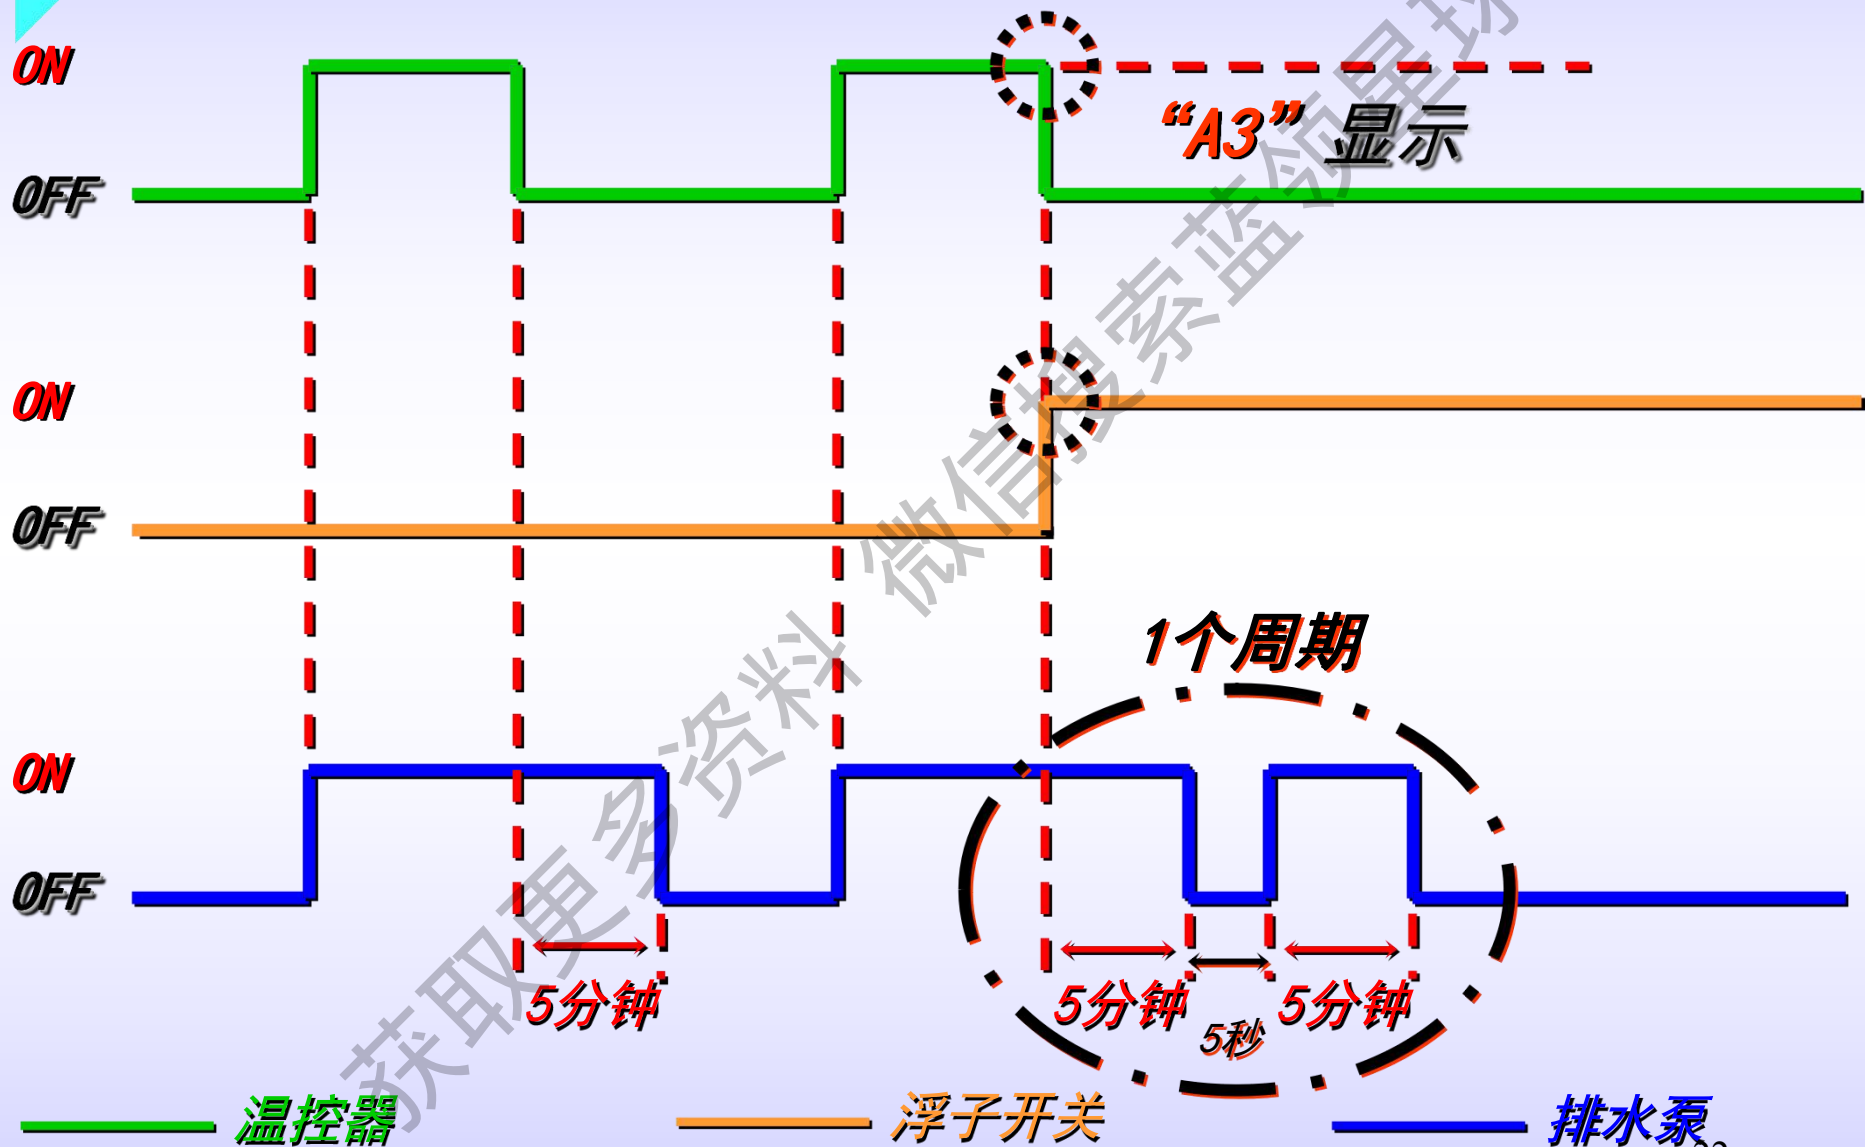 ON
“A3” 显示
OFF
ON
OFF
1个周期
ON
OFF
5分钟
5分钟
5秒
5分钟
温控器
浮子开关
排水泵
获取更多资料 微信搜索蓝领星球